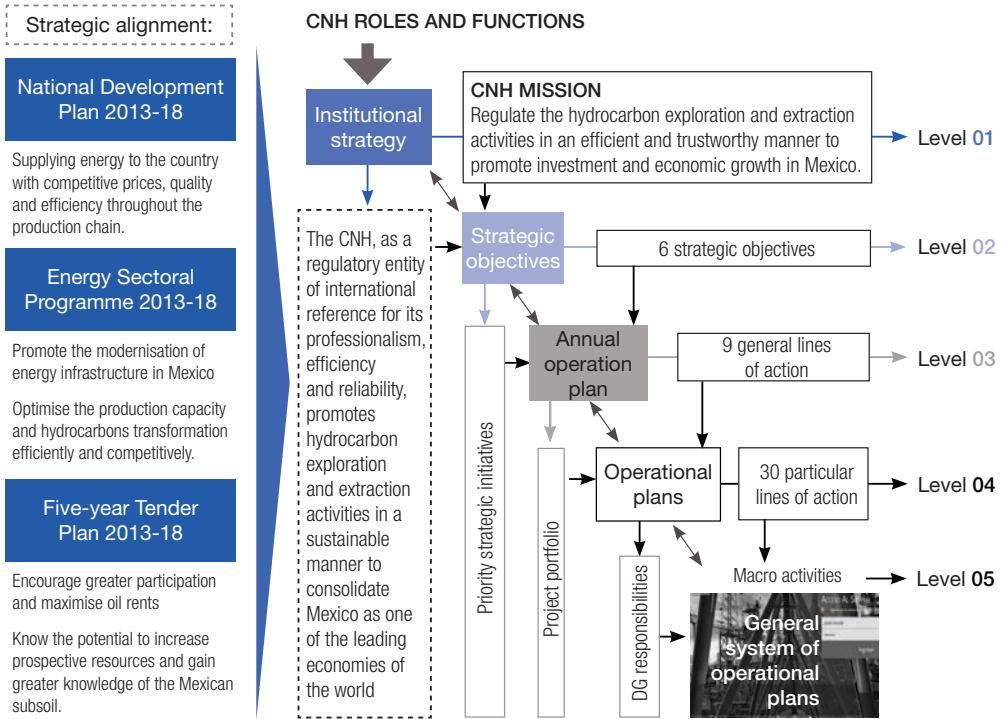 Strategic alignment:
National Development
Plan 2013-18
Supplying energy to the country
with competitive prices, quality
and efficiency throughout the
production chain.
Energy Sectoral
Programme 2013-18
Promote the modernisation of
energy infrastructure in Mexico
Optimise the production capacity
and hydrocarbons transformation
efficiently and competitively.
Five-year Tender
Plan 2013-18
Encourage greater participation
and maximise oil rents
Know the potential to increase
prospective resources and gain
greater knowledge of the Mexican
subsoil.
CNH ROLES AND FUNCTIONS
Institutional
strategy
CNH MISSION
Regulate the hydrocarbon exploration and extraction
activities in an efficient and trustworthy manner to
promote investment and economic growth in Mexico.
Level 01
The CNH, as a
regulatory entity
of international
reference for its
professionalism,
efficiency
and reliability,
promotes
hydrocarbon
exploration
and extraction
activities in a
sustainable
manner to
consolidate
Mexico as one
of the leading
economies of
the world
Strategic
objectives
6 strategic objectives
Level 02
Priority strategic initiatives
Annual
operation
plan
9 general lines
of action
Level 03
Project portfolio
Operational
plans
30 particular
lines of action
Level 04
DG responsibilities
Macro activities
Level 05
General
system of
operational
plans